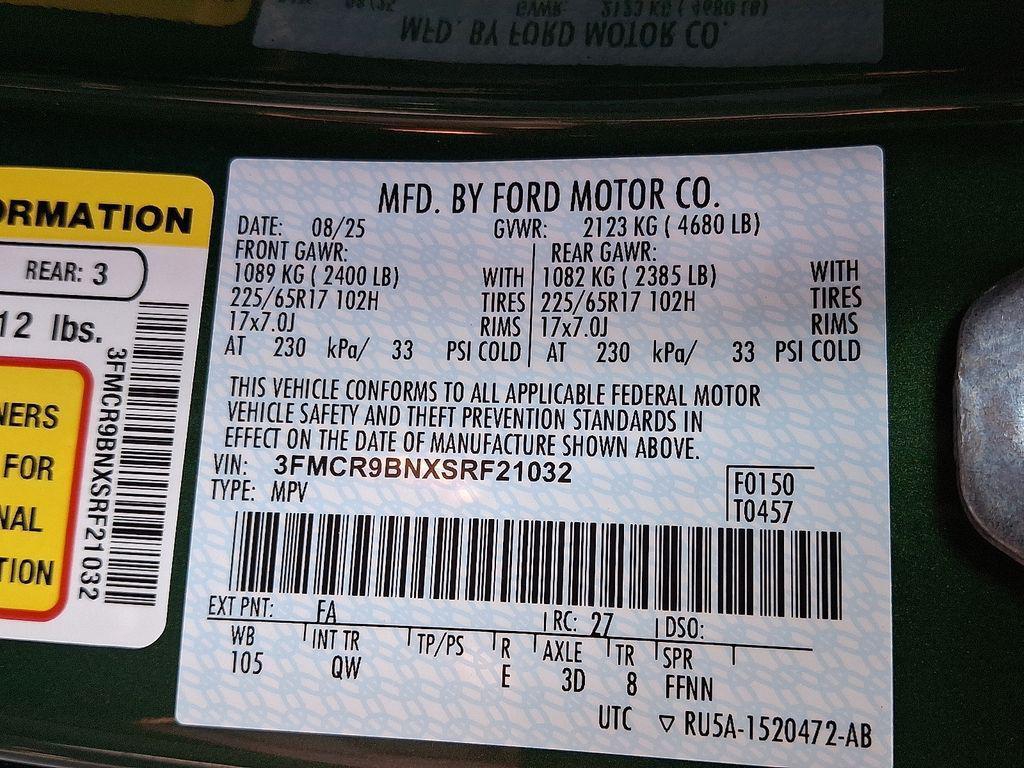 MFD. BY FORD MOTOR CO.
ORMATION
REAR: 3
12 lbs.
3FMCR9BNXSRF21032
NERS
FOR
NAL
TION
MFD. BY FORD MOTOR CO.
DATE: 08/25 GVWR: 2123 KG ( 4680 LB)
FRONT GAWR: REAR GAWR:
1089 KG ( 2400 LB) WITH 1082 KG ( 2385 LB) WITH
225/65R17 102H TIRES 225/65R17 102H TIRES
17x7.0J RIMS 17x7.0J RIMS
AT 230 kPa/ 33 PSI COLD AT 230 kPa/ 33 PSI COLD
THIS VEHICLE CONFORMS TO ALL APPLICABLE FEDERAL MOTOR
VEHICLE SAFETY AND THEFT PREVENTION STANDARDS IN
EFFECT ON THE DATE OF MANUFACTURE SHOWN ABOVE.
VIN: 3FMCR9BNXSRF21032
TYPE: MPV
F0150
T0457
EXT PNT: FA RC: 27 DSO:
WB INT TR TP/PS R AXLE TR SPR
105 QW E 3D 8 FFNN
UTC ▽ RU5A-1520472-AB